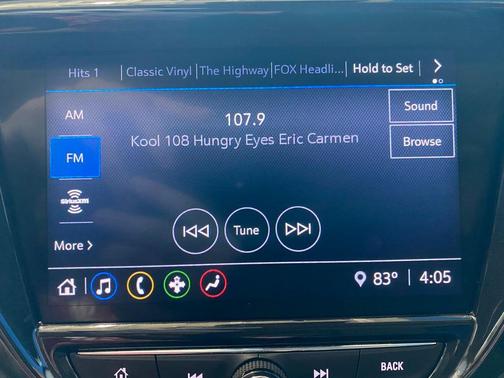 Hits 1 Classic Vinyl The Highway FOX Headli... Hold to Set
AM
107.9
Sound
Kool 108 Hungry Eyes Eric Carmen
Browse
FM
SiriusXM
Tune
More
83° 4:05
BACK